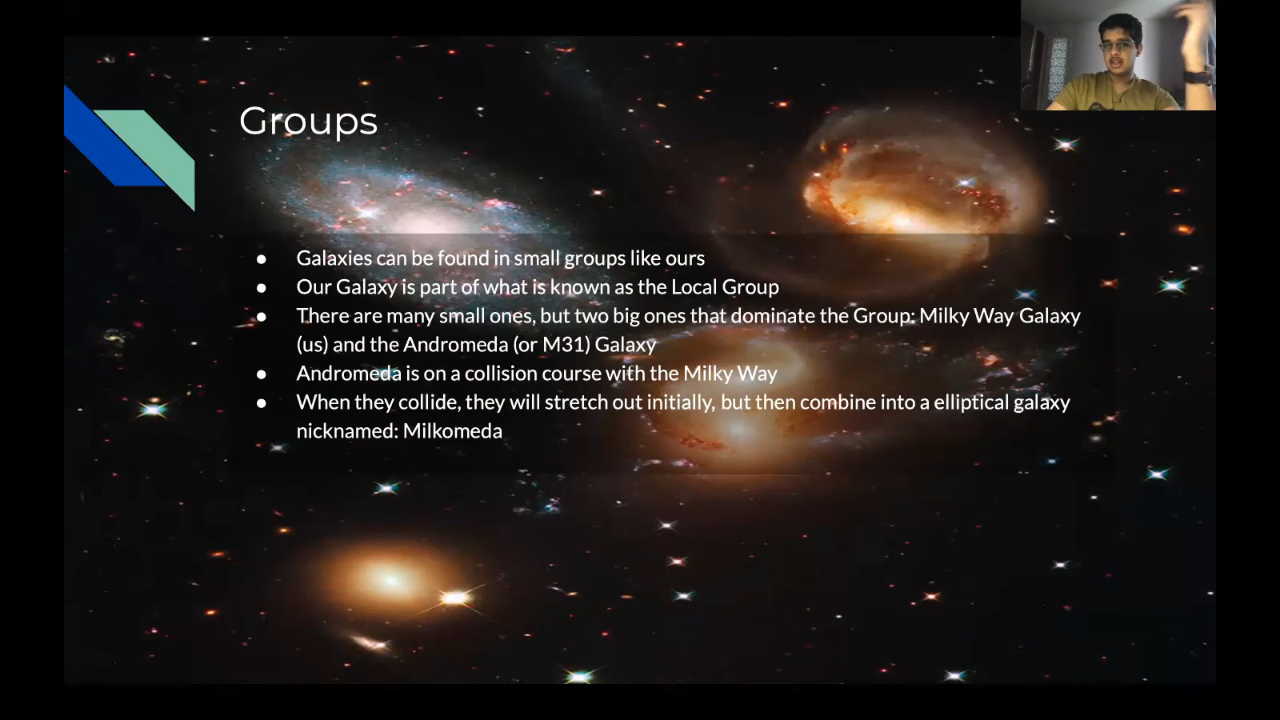 Groups
● Galaxies can be found in small groups like ours
● Our Galaxy is part of what is known as the Local Group
● There are many small ones, but two big ones that dominate the Group: Milky Way Galaxy
(us) and the Andromeda (or M31) Galaxy
● Andromeda is on a collision course with the Milky Way
● When they collide, they will stretch out initially, but then combine into a elliptical galaxy
nicknamed: Milkomeda